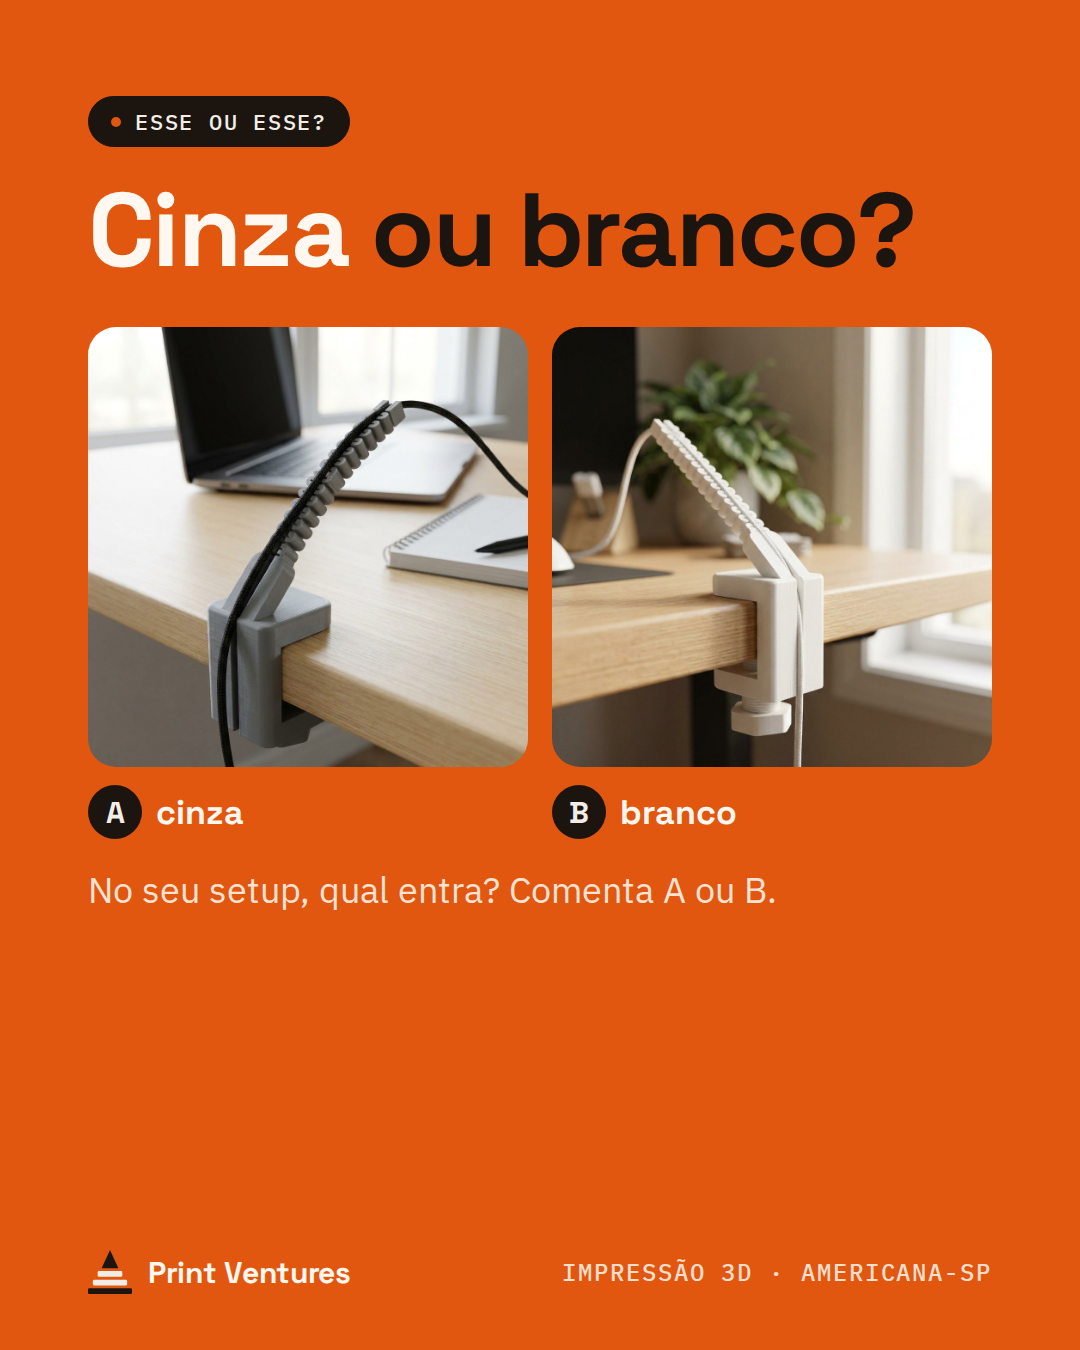 ESSE OU ESSE?
Cinza ou branco?
A cinza
B branco
No seu setup, qual entra? Comenta A ou B.
Print Ventures
IMPRESSÃO 3D · AMERICANA-SP